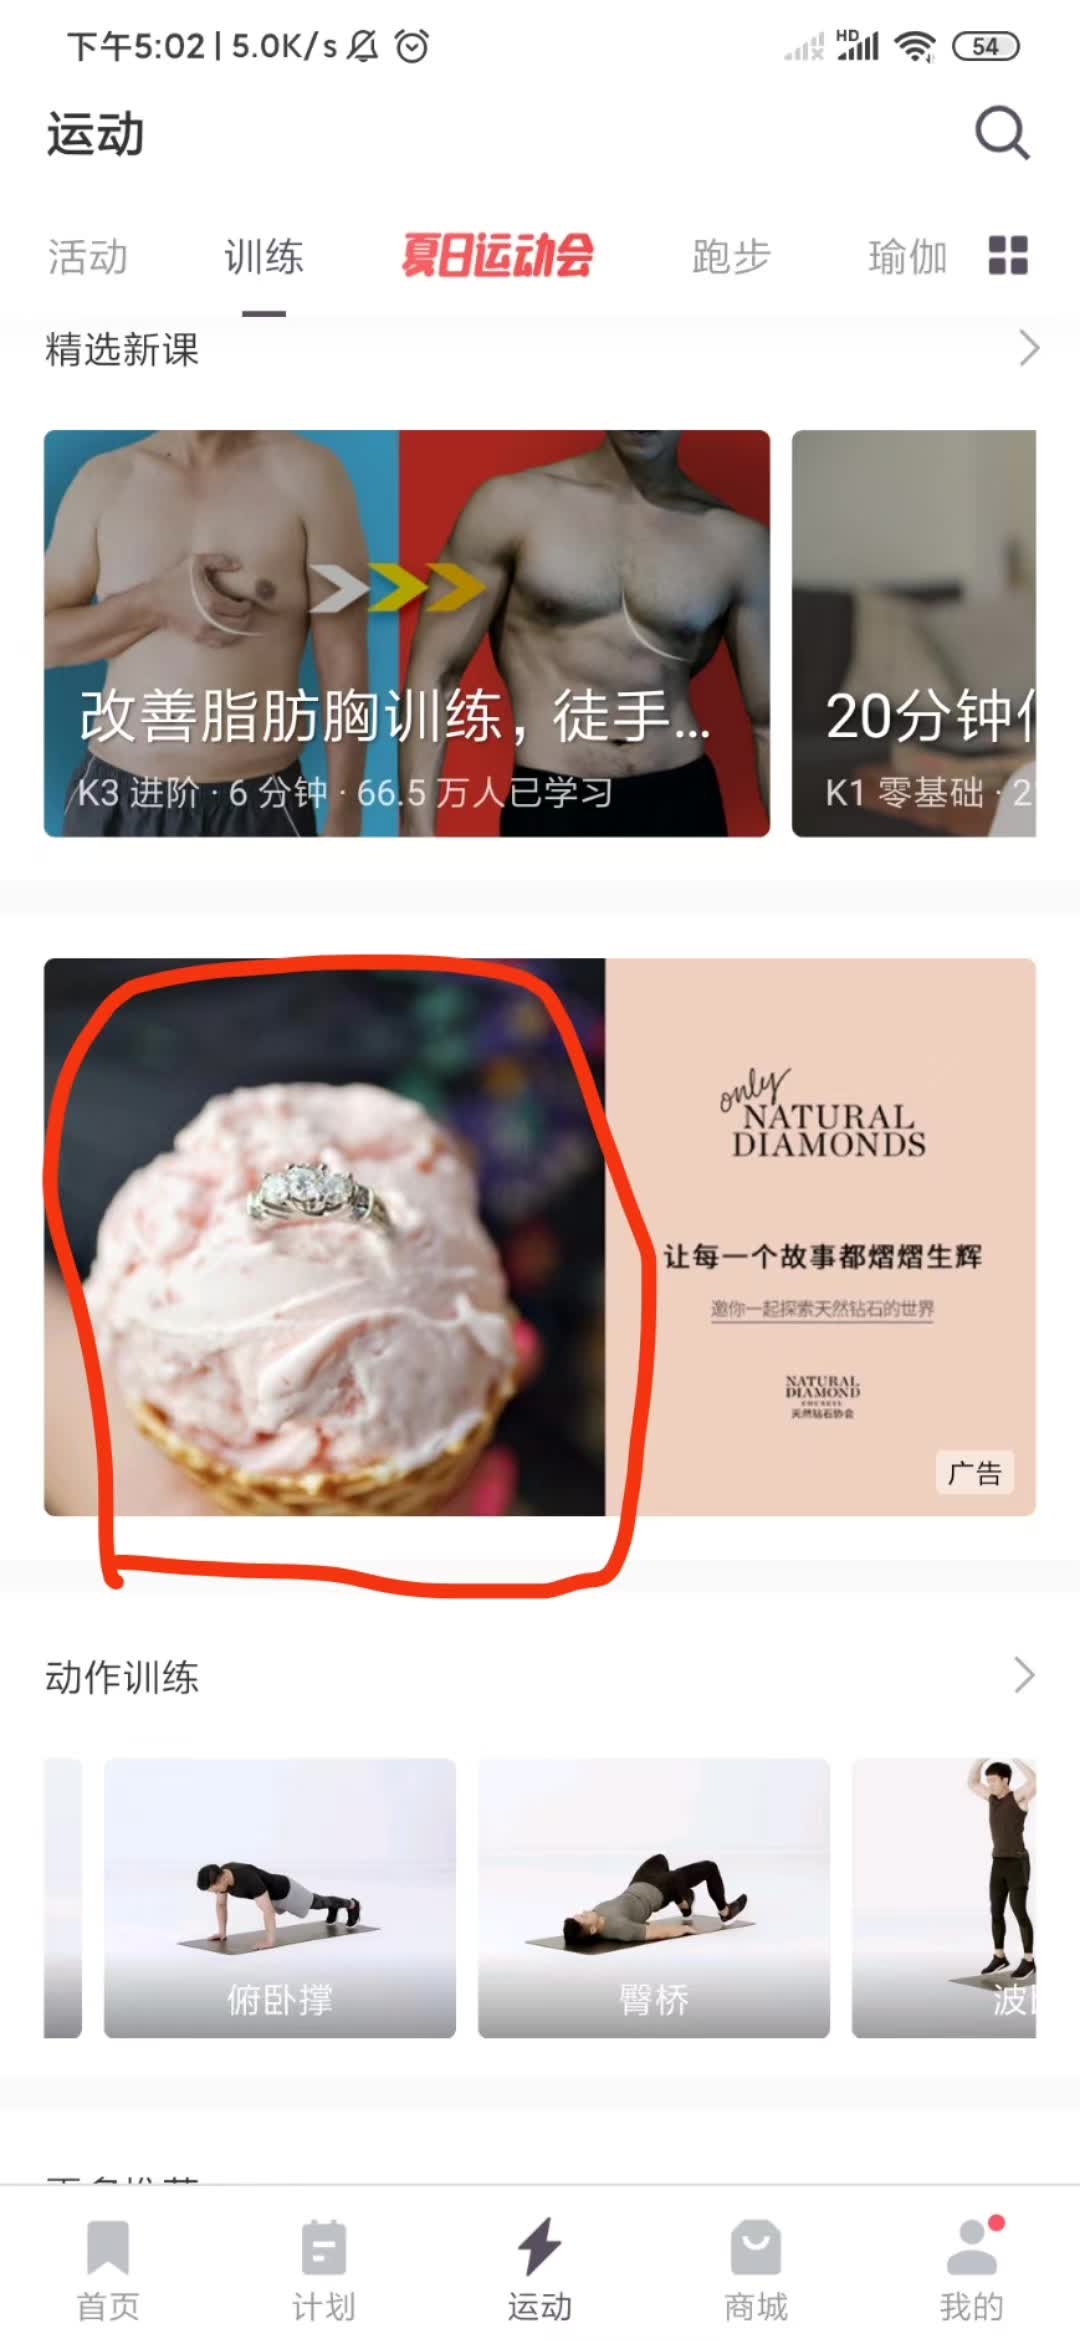 下午5:02 | 5.0K/s
HD
54
运动
活动 训练 夏日运动会 跑步 瑜伽
精选新课
改善脂肪胸训练，徒手...
K3 进阶 · 6 分钟 · 66.5 万人已学习
20分钟
K1 零基础 · 2
only
NATURAL
DIAMONDS
让每一个故事都熠熠生辉
邀你一起探索天然钻石的世界
NATURAL
DIAMOND
COUNCIL
天然钻石协会
广告
动作训练
俯卧撑
臀桥
波
首页 计划 运动 商城 我的